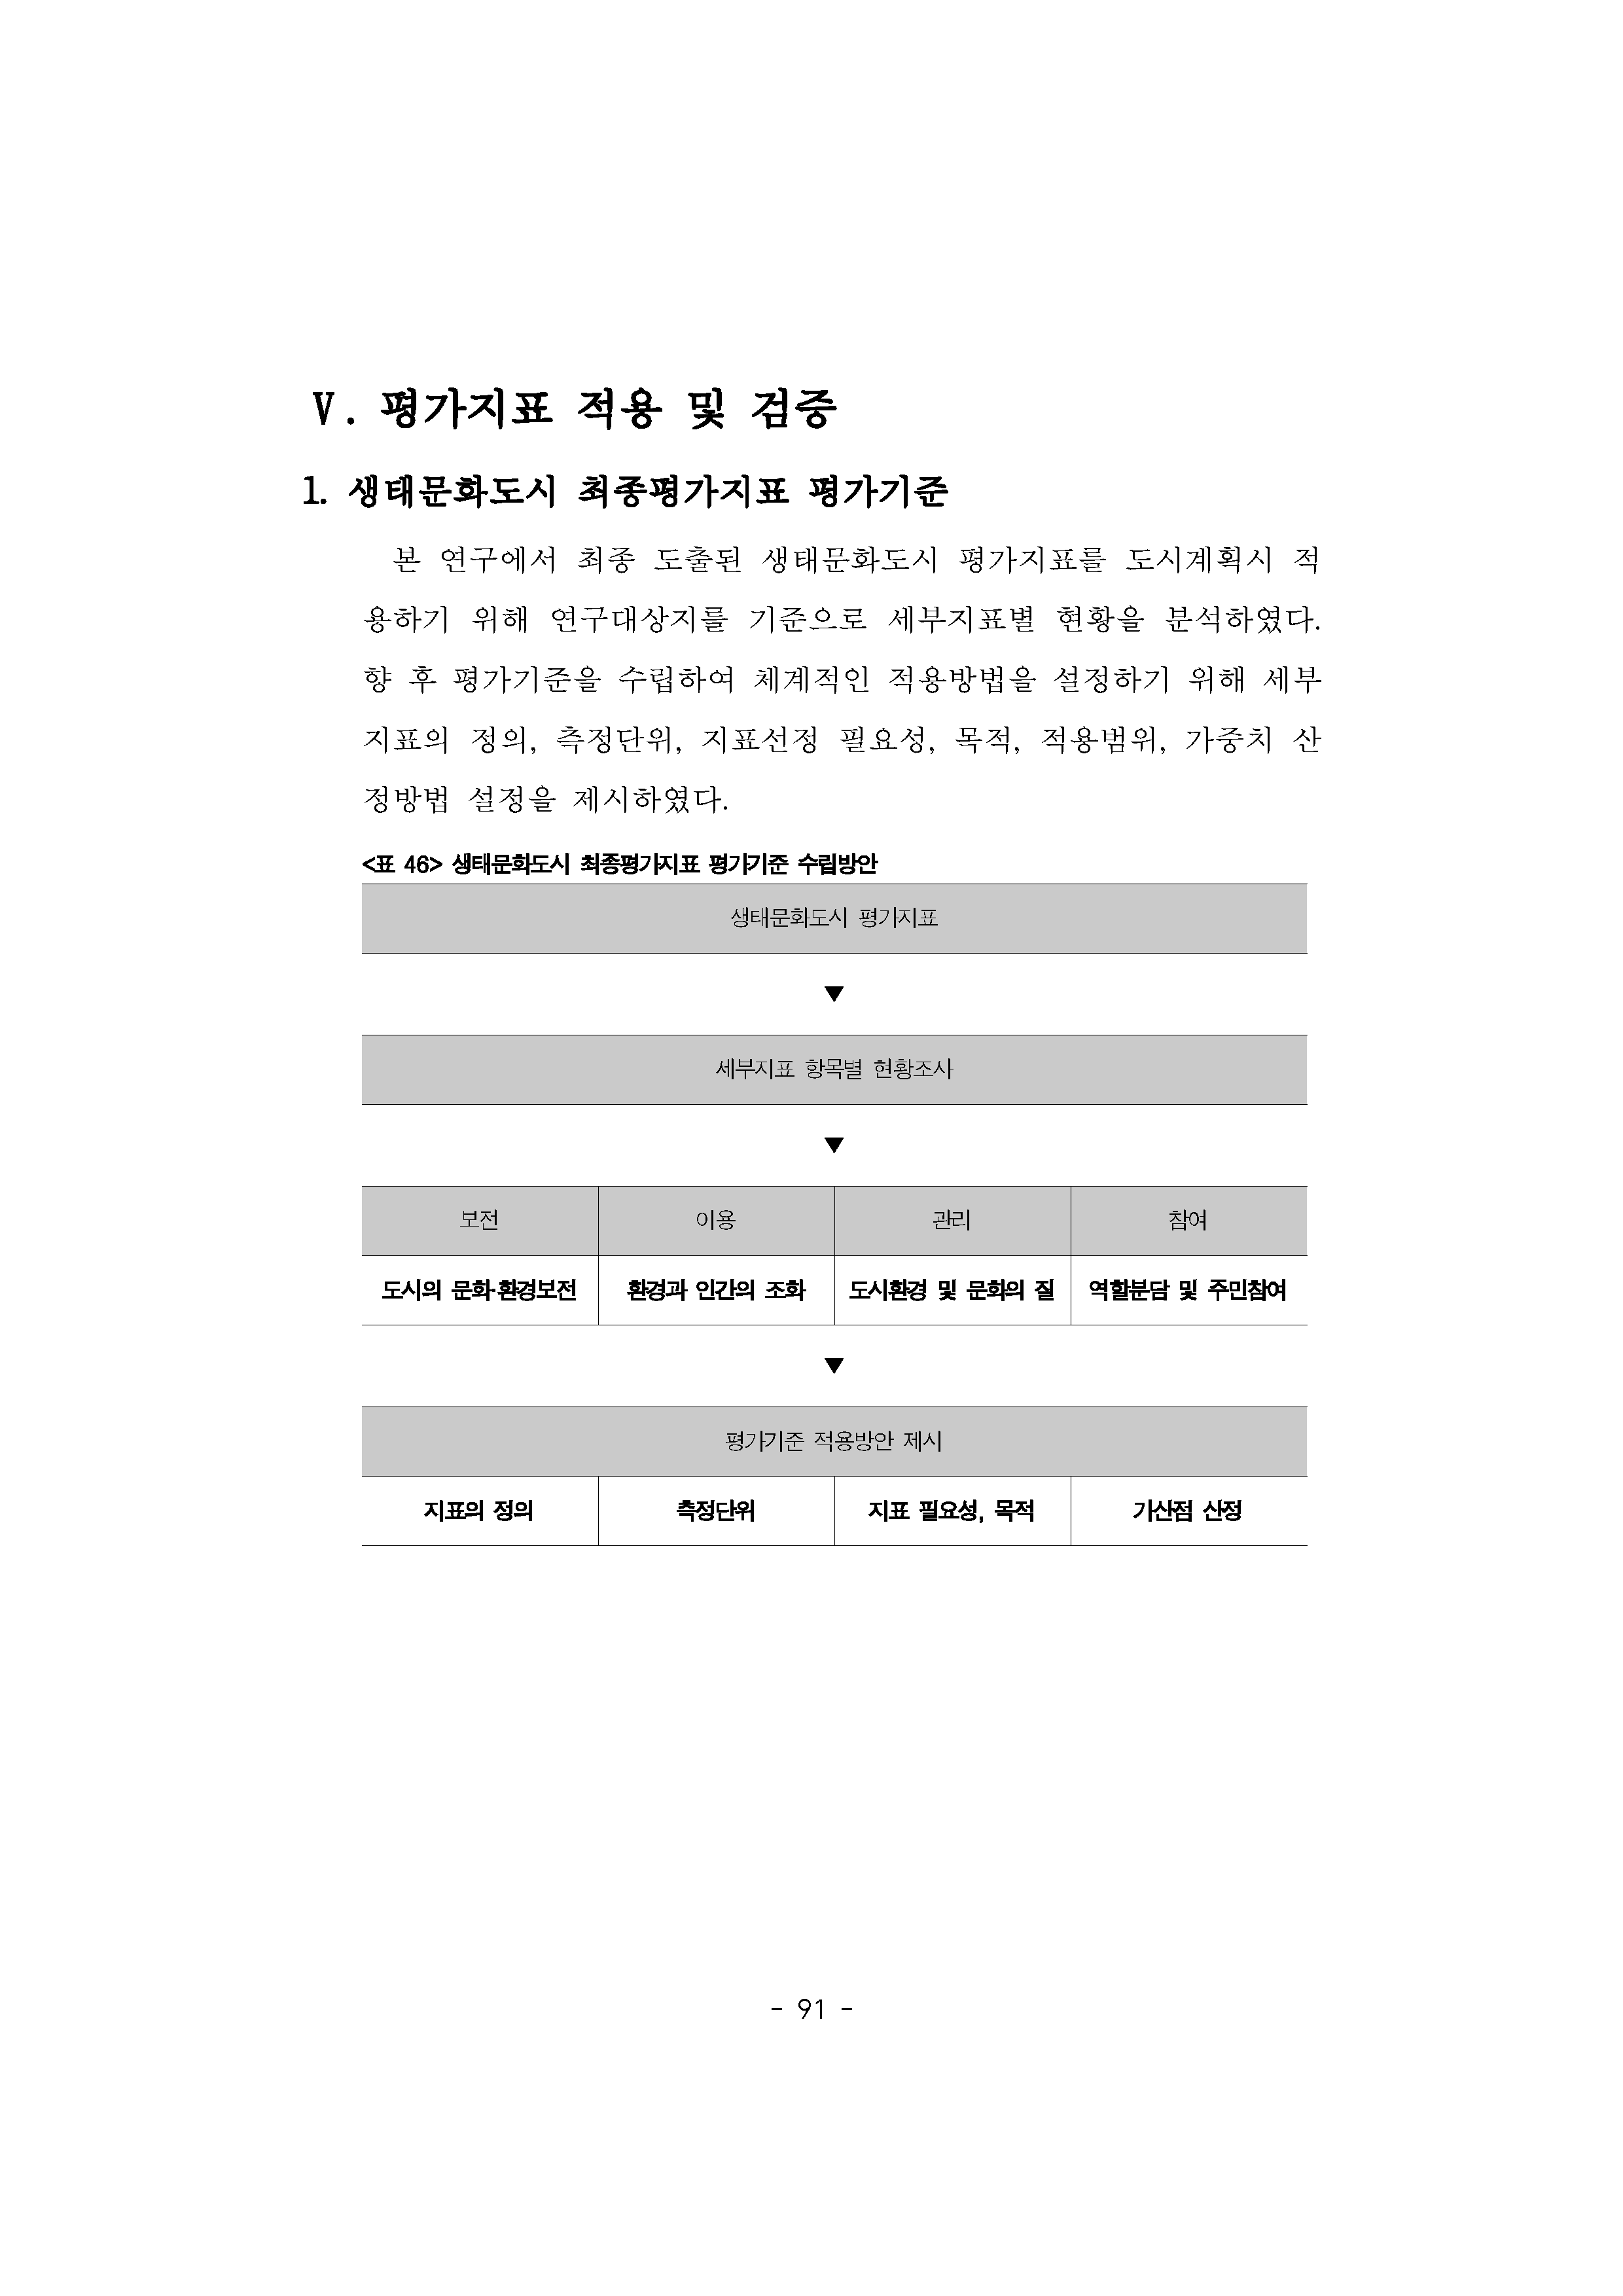 Ⅴ. 평가지표 적용 및 검증
1. 생태문화도시 최종평가지표 평가기준
본 연구에서 최종 도출된 생태문화도시 평가지표를 도시계획시 적
용하기 위해 연구대상지를 기준으로 세부지표별 현황을 분석하였다.
향 후 평가기준을 수립하여 체계적인 적용방법을 설정하기 위해 세부
지표의 정의, 측정단위, 지표선정 필요성, 목적, 적용범위, 가중치 산
정방법 설정을 제시하였다.
<표 46> 생태문화도시 최종평가지표 평가기준 수립방안
생태문화도시 평가지표
▼
세부지표 항목별 현황조사
▼
보전 이용 관리 참여
도시의 문화·환경보전 환경과 인간의 조화 도시환경 및 문화의 질 역할분담 및 주민참여
▼
평가기준 적용방안 제시
지표의 정의 측정단위 지표 필요성, 목적 가산점 산정
- 91 -